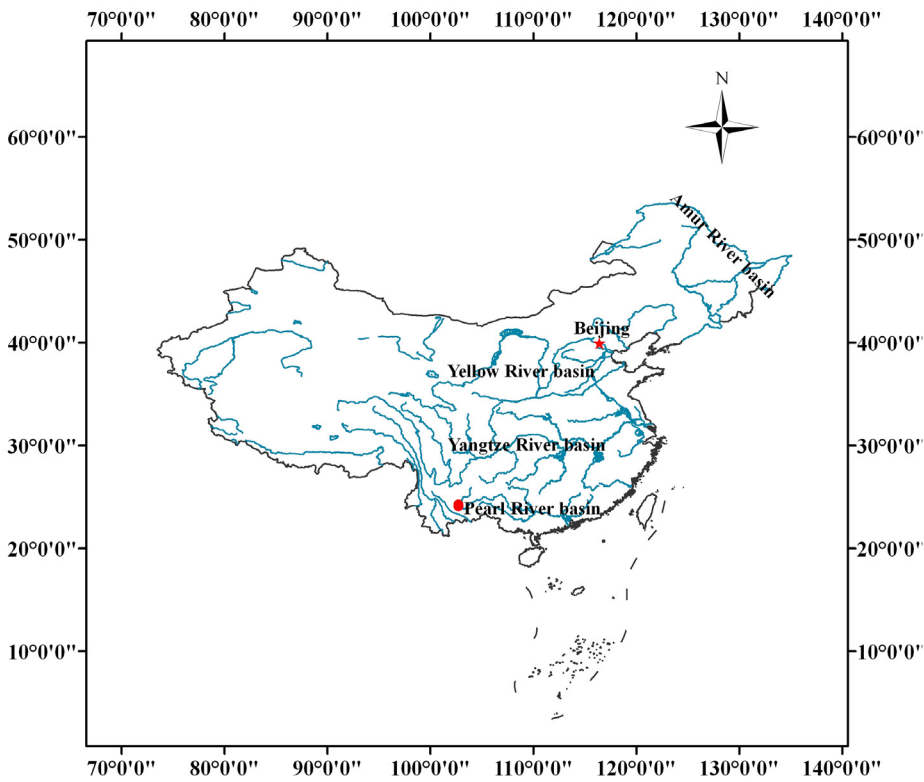 70°0'0" 80°0'0" 90°0'0" 100°0'0" 110°0'0" 120°0'0" 130°0'0" 140°0'0"
N
60°0'0" 60°0'0"
Amur River basin
50°0'0" 50°0'0"
Beijing
40°0'0" 40°0'0"
Yellow River basin
Yangtze River basin
30°0'0" 30°0'0"
Pearl River basin
20°0'0" 20°0'0"
10°0'0" 10°0'0"
70°0'0" 80°0'0" 90°0'0" 100°0'0" 110°0'0" 120°0'0" 130°0'0" 140°0'0"